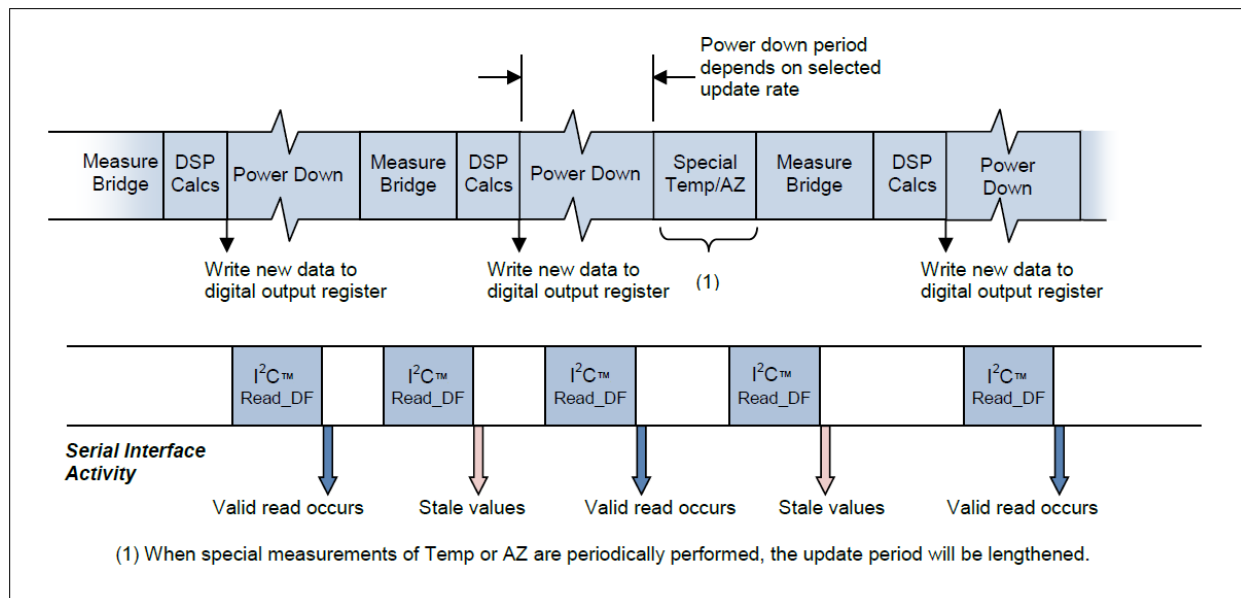 Power down period
depends on selected
update rate
Measure
Bridge
DSP
Calcs
Power Down
Measure
Bridge
DSP
Calcs
Power Down
Special
Temp/AZ
Measure
Bridge
DSP
Calcs
Power
Down
Write new data to
digital output register
Write new data to
digital output register
(1)
Write new data to
digital output register
I²C™
Read_DF
I²C™
Read_DF
I²C™
Read_DF
I²C™
Read_DF
I²C™
Read_DF
Serial Interface
Activity
Valid read occurs
Stale values
Valid read occurs
Stale values
Valid read occurs
(1) When special measurements of Temp or AZ are periodically performed, the update period will be lengthened.